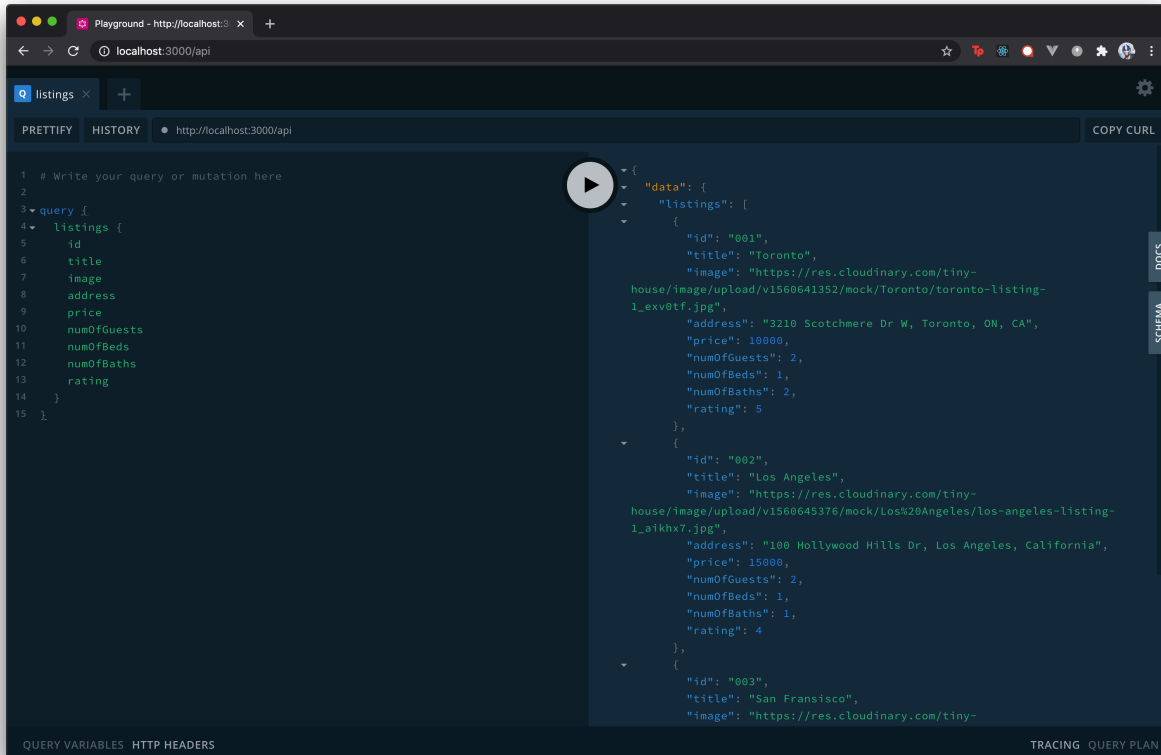 Playground - http://localhost:3
localhost:3000/api
Q listings
PRETTIFY HISTORY http://localhost:3000/api COPY CURL
1 # Write your query or mutation here
2
3 query {
4 listings {
5 id
6 title
7 image
8 address
9 price
10 numOfGuests
11 numOfBeds
12 numOfBaths
13 rating
14 }
15 }
{
"data": {
"listings": [
{
"id": "001",
"title": "Toronto",
"image": "https://res.cloudinary.com/tiny-
house/image/upload/v1560641352/mock/Toronto/toronto-listing-
1_exv0tf.jpg",
"address": "3210 Scotchmere Dr W, Toronto, ON, CA",
"price": 10000,
"numOfGuests": 2,
"numOfBeds": 1,
"numOfBaths": 2,
"rating": 5
},
{
"id": "002",
"title": "Los Angeles",
"image": "https://res.cloudinary.com/tiny-
house/image/upload/v1560645376/mock/Los%20Angeles/los-angeles-listing-
1_aikhx7.jpg",
"address": "100 Hollywood Hills Dr, Los Angeles, California",
"price": 15000,
"numOfGuests": 2,
"numOfBeds": 1,
"numOfBaths": 1,
"rating": 4
},
{
"id": "003",
"title": "San Fransisco",
"image": "https://res.cloudinary.com/tiny-
DOCS
SCHEMA
QUERY VARIABLES HTTP HEADERS
TRACING QUERY PLAN
Tp